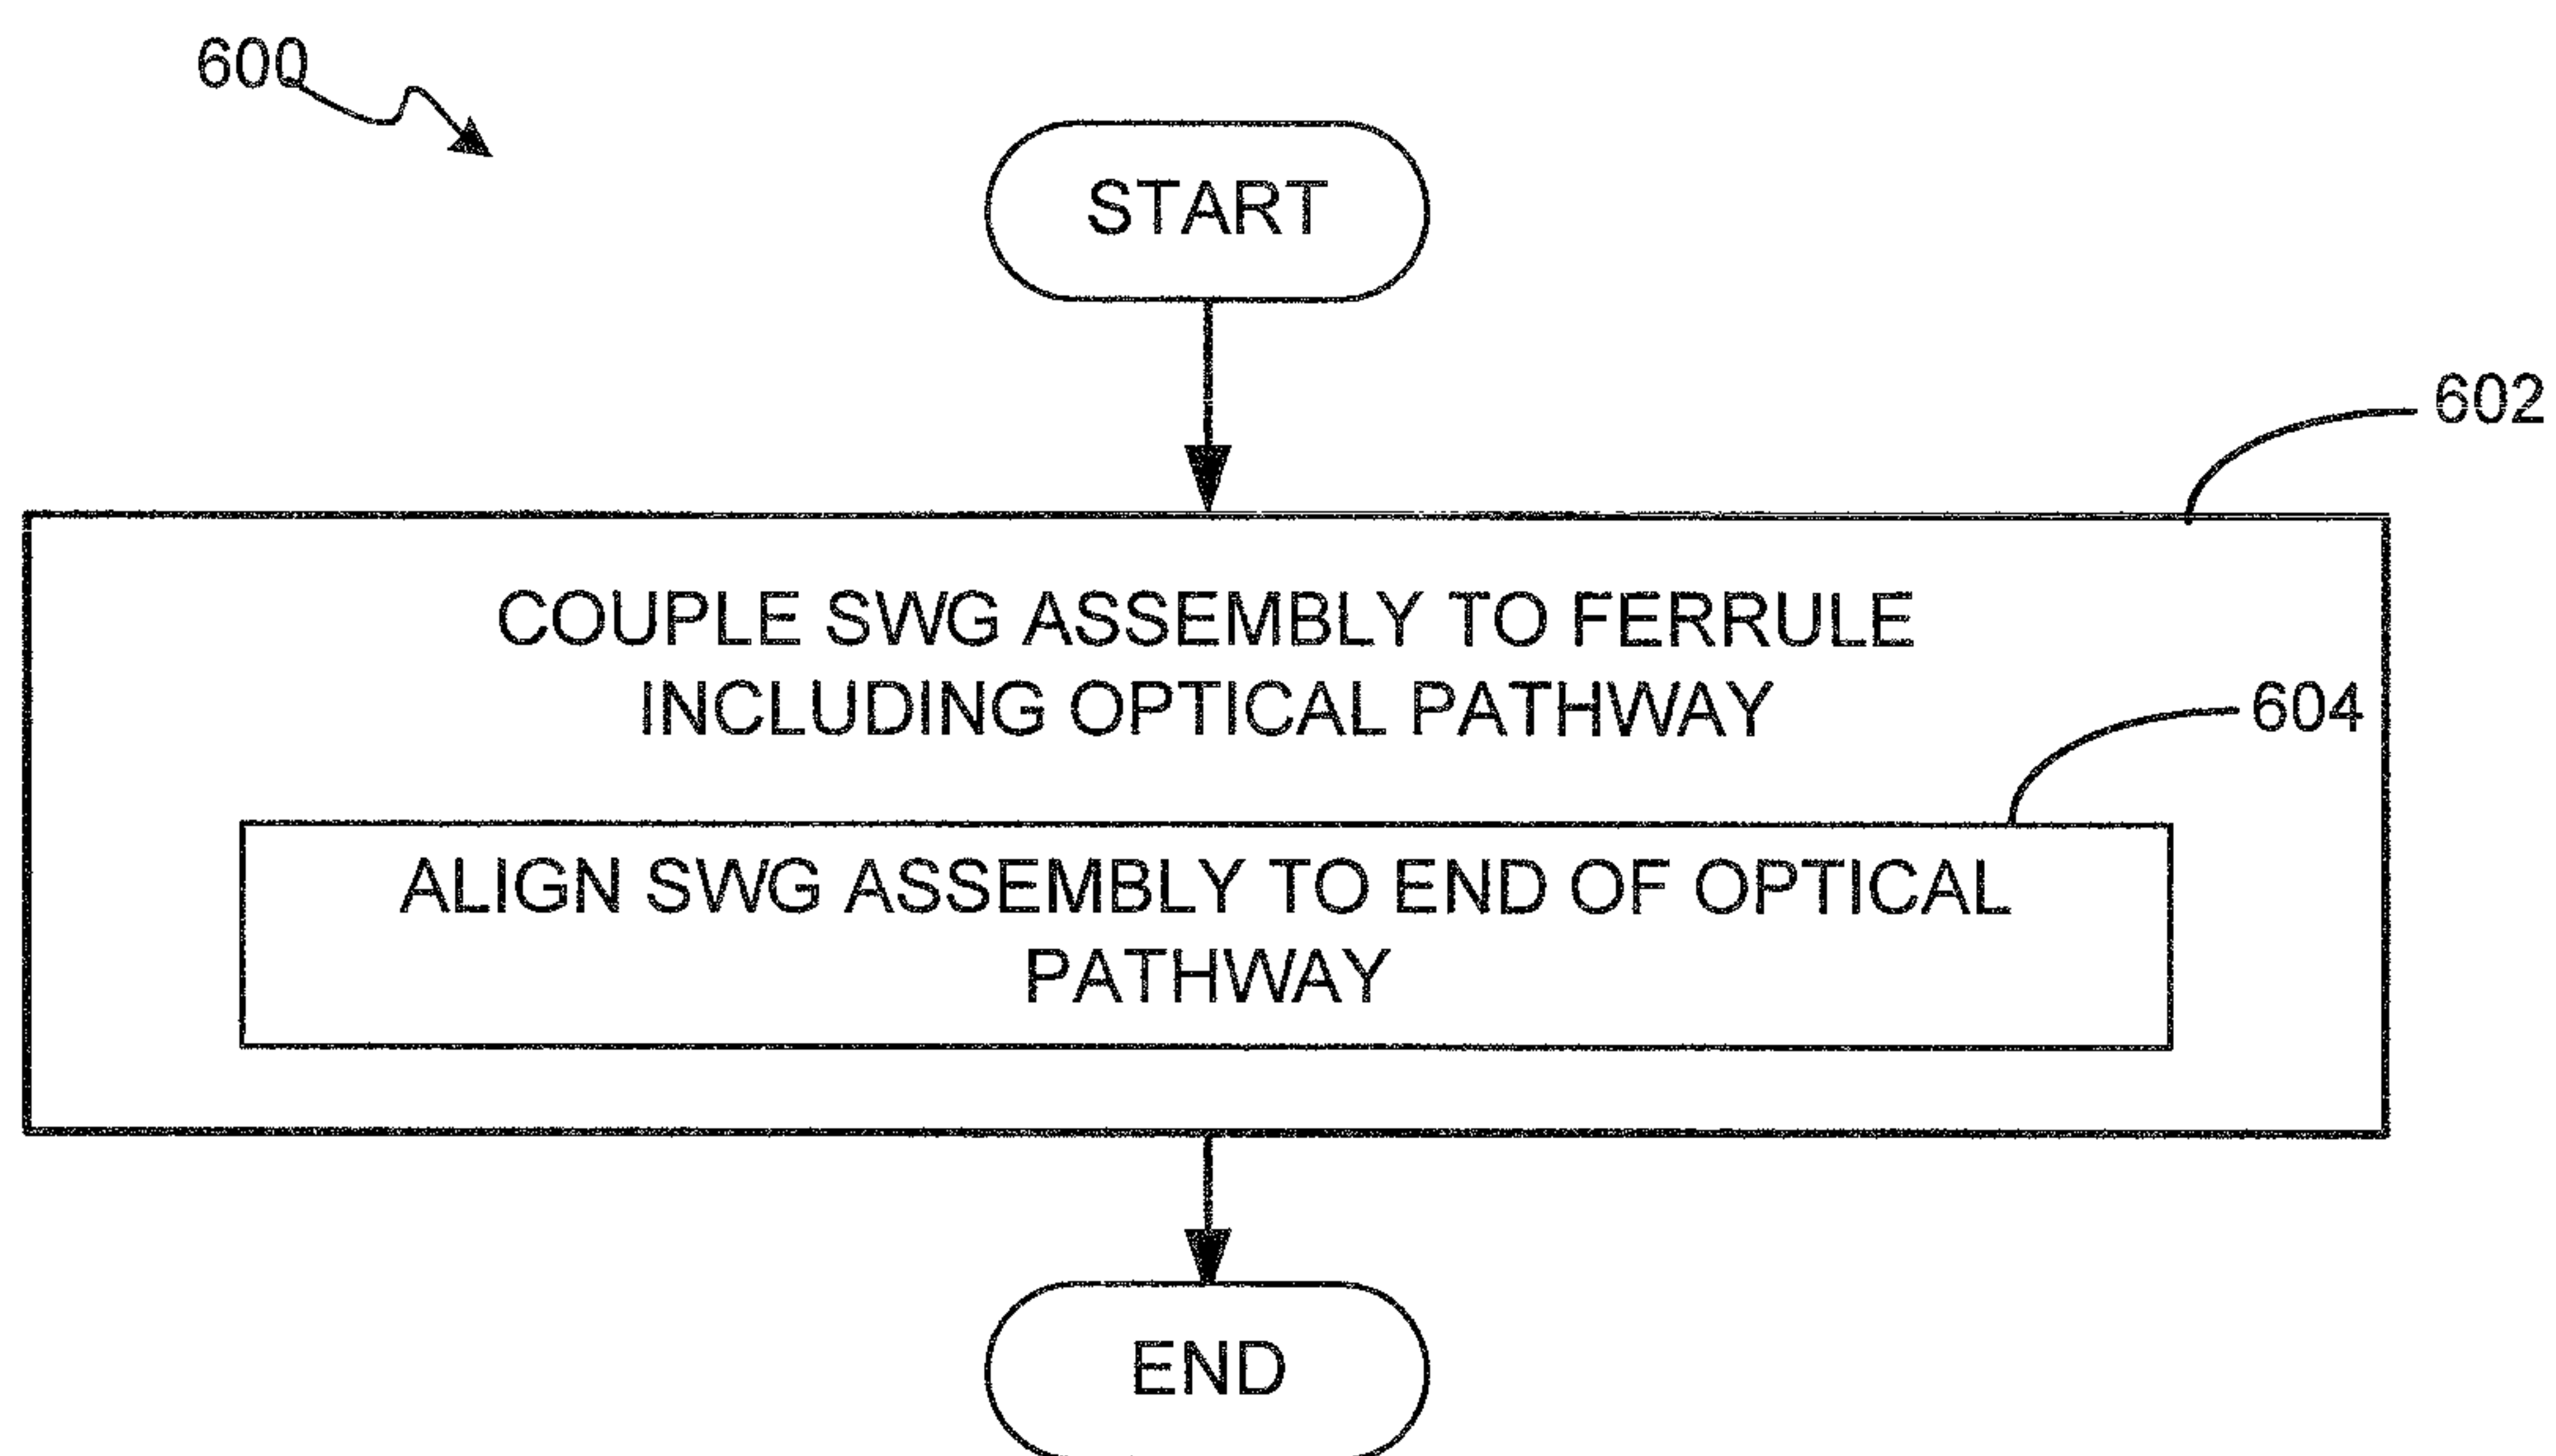 600
START
602
COUPLE SWG ASSEMBLY TO FERRULE
INCLUDING OPTICAL PATHWAY
604
ALIGN SWG ASSEMBLY TO END OF OPTICAL
PATHWAY
END